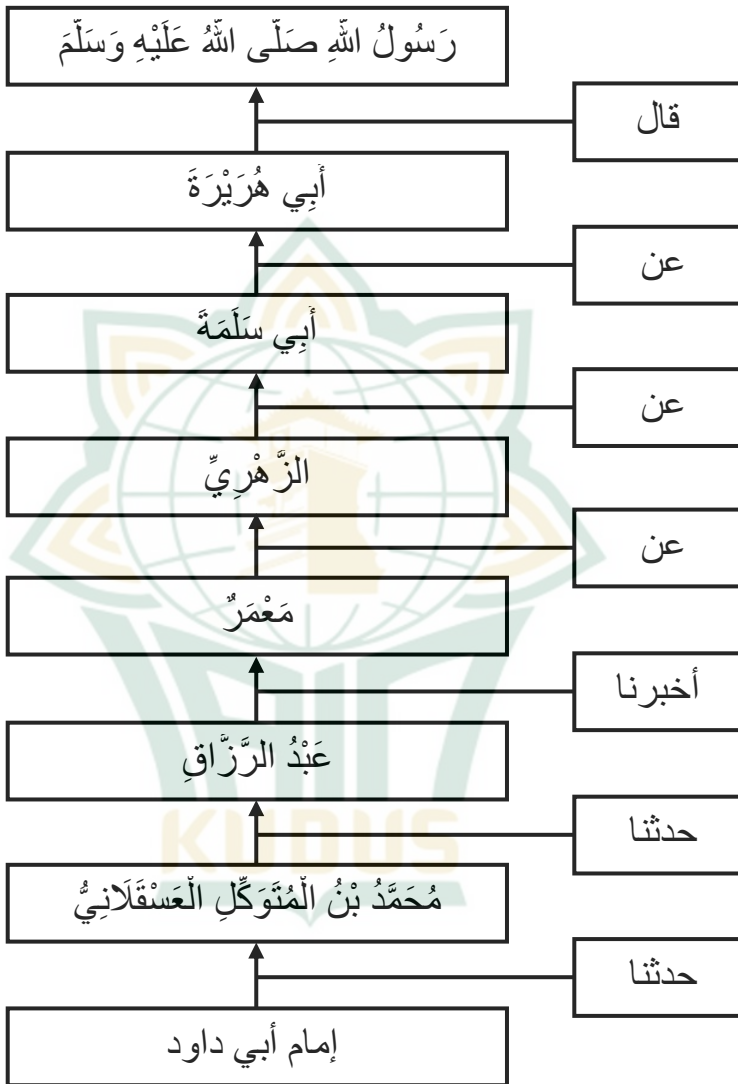 رَسُولُ اللَّهِ صَلَّى اللَّهُ عَلَيْهِ وَسَلَّمَ
قال
أَبِي هُرَيْرَةَ
عن
أَبِي سَلَمَةَ
عن
الزُّهْرِيِّ
عن
مَعْمَرٌ
أخبرنا
عَبْدُ الرَّزَّاقِ
حدثنا
مُحَمَّدُ بْنُ الْمُتَوَكِّلِ الْعَسْقَلَانِيُّ
حدثنا
إمام أبي داود
KUDUS